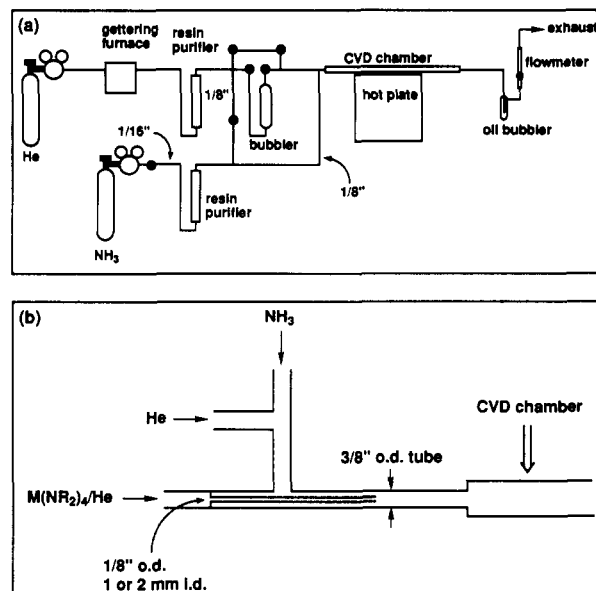 (a)
gettering
furnace
resin
purifier
1/8"
bubbler
CVD chamber
hot plate
exhaust
flowmeter
oil bubbler
He
1/16"
NH₃
resin
purifier
1/8"
(b)
NH₃
He
M(NR₂)₄/He
1/8" o.d.
1 or 2 mm i.d.
3/8" o.d. tube
CVD chamber